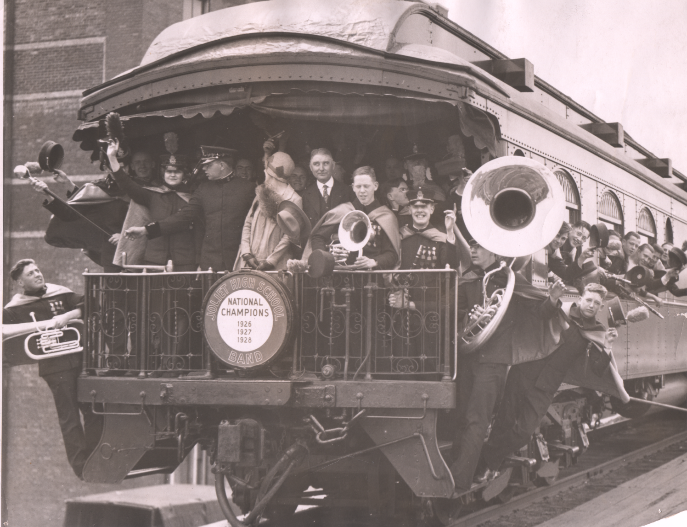 JOLIET HIGH SCHOOL
NATIONAL
CHAMPIONS
1926
1927
1928
BAND